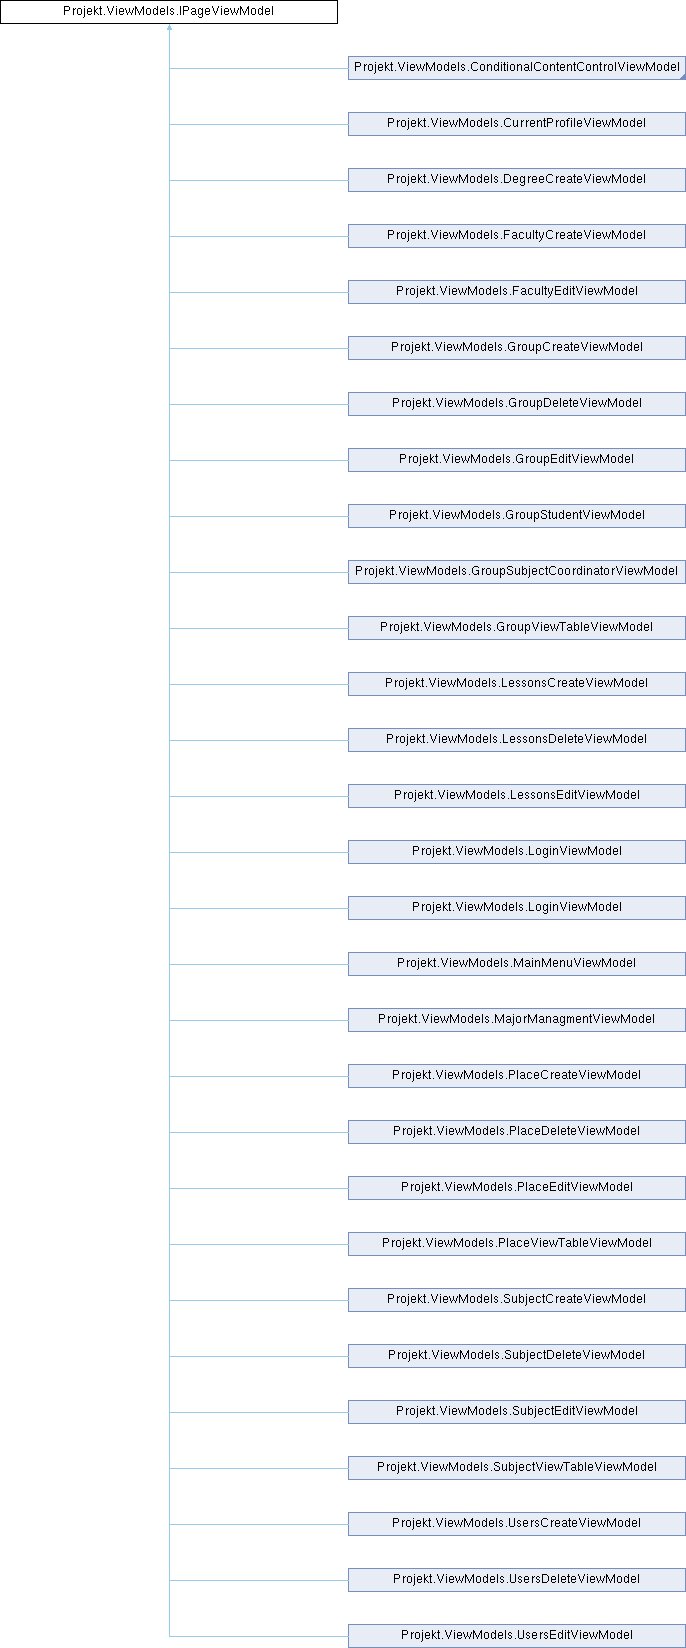 Projekt.ViewModels.IPageViewModel
Projekt.ViewModels.ConditionalContentControlViewModel
Projekt.ViewModels.CurrentProfileViewModel
Projekt.ViewModels.DegreeCreateViewModel
Projekt.ViewModels.FacultyCreateViewModel
Projekt.ViewModels.FacultyEditViewModel
Projekt.ViewModels.GroupCreateViewModel
Projekt.ViewModels.GroupDeleteViewModel
Projekt.ViewModels.GroupEditViewModel
Projekt.ViewModels.GroupStudentViewModel
Projekt.ViewModels.GroupSubjectCoordinatorViewModel
Projekt.ViewModels.GroupViewTableViewModel
Projekt.ViewModels.LessonsCreateViewModel
Projekt.ViewModels.LessonsDeleteViewModel
Projekt.ViewModels.LessonsEditViewModel
Projekt.ViewModels.LoginViewModel
Projekt.ViewModels.LoginViewModel
Projekt.ViewModels.MainMenuViewModel
Projekt.ViewModels.MajorManagmentViewModel
Projekt.ViewModels.PlaceCreateViewModel
Projekt.ViewModels.PlaceDeleteViewModel
Projekt.ViewModels.PlaceEditViewModel
Projekt.ViewModels.PlaceViewTableViewModel
Projekt.ViewModels.SubjectCreateViewModel
Projekt.ViewModels.SubjectDeleteViewModel
Projekt.ViewModels.SubjectEditViewModel
Projekt.ViewModels.SubjectViewTableViewModel
Projekt.ViewModels.UsersCreateViewModel
Projekt.ViewModels.UsersDeleteViewModel
Projekt.ViewModels.UsersEditViewModel